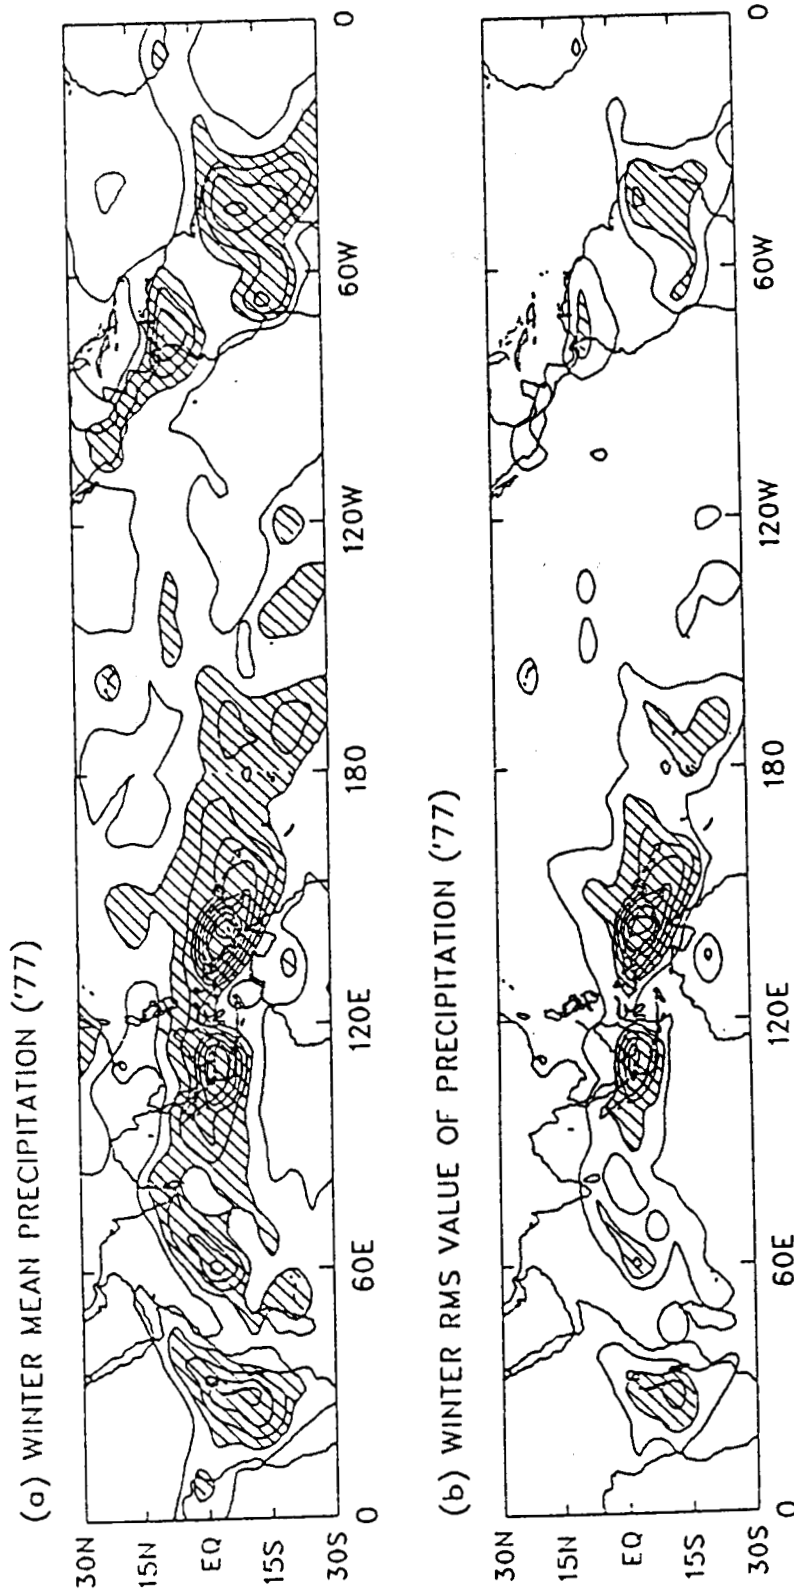 (a) WINTER MEAN PRECIPITATION ('77)
30N
15N
EQ
15S
30S
0
60E
120E
180
120W
60W
0
(b) WINTER RMS VALUE OF PRECIPITATION ('77)
30N
15N
EQ
15S
30S
0
60E
120E
180
120W
60W
0